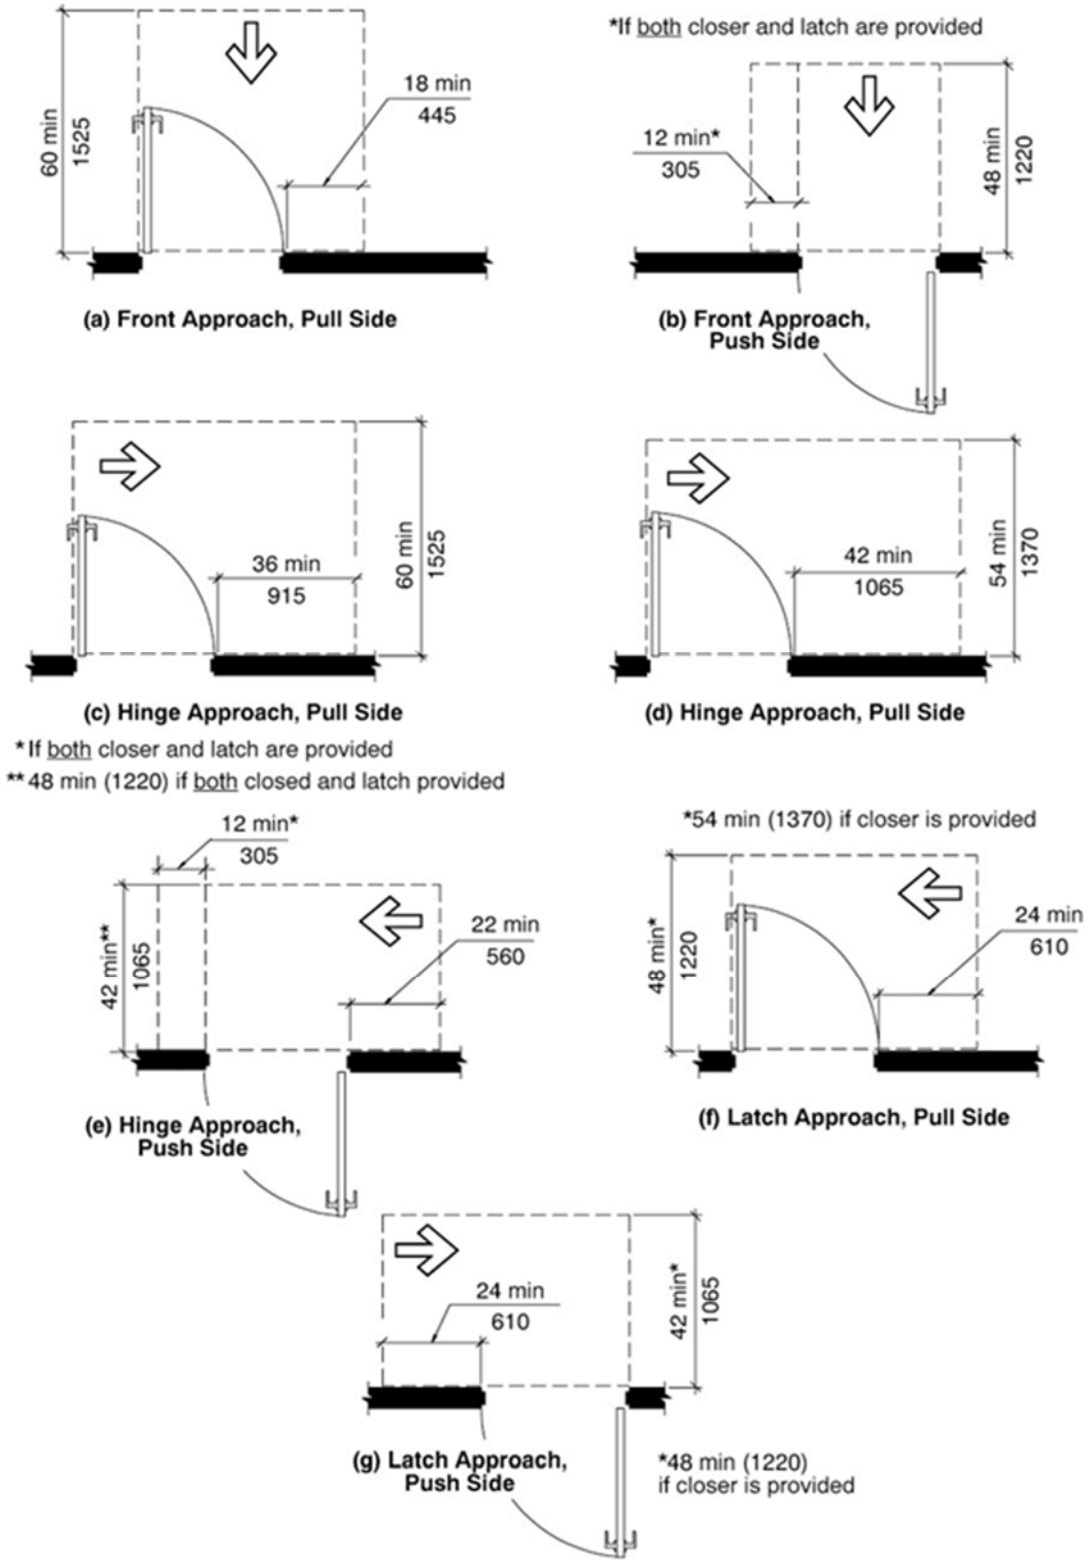 60 min
1525
18 min
445
(a) Front Approach, Pull Side
*If both closer and latch are provided
12 min*
305
48 min
1220
(b) Front Approach,
Push Side
36 min
915
60 min
1525
(c) Hinge Approach, Pull Side
42 min
1065
54 min
1370
(d) Hinge Approach, Pull Side
*If both closer and latch are provided
**48 min (1220) if both closed and latch provided
12 min*
305
42 min**
1065
22 min
560
(e) Hinge Approach,
Push Side
*54 min (1370) if closer is provided
48 min*
1220
24 min
610
(f) Latch Approach, Pull Side
24 min
610
42 min*
1065
(g) Latch Approach,
Push Side
*48 min (1220)
if closer is provided